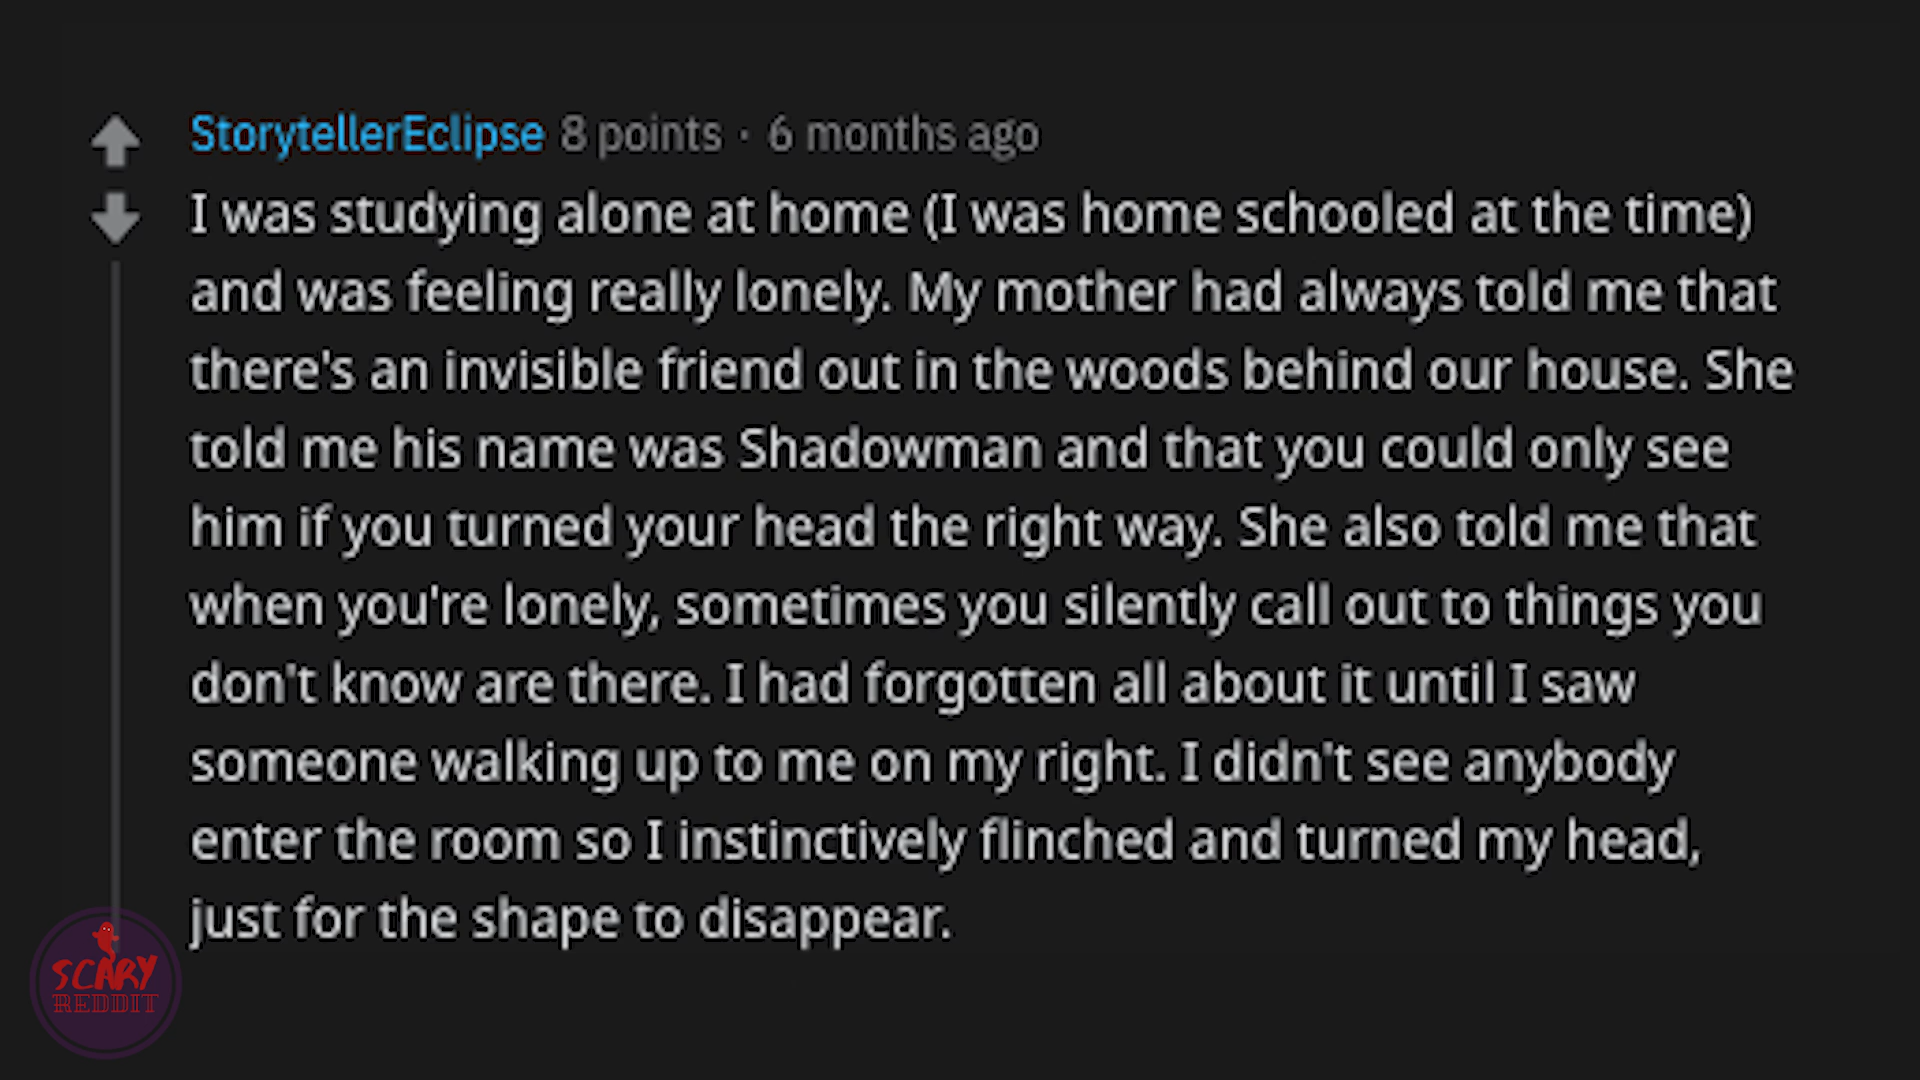 StorytellerEclipse 8 points · 6 months ago
I was studying alone at home (I was home schooled at the time)
and was feeling really lonely. My mother had always told me that
there's an invisible friend out in the woods behind our house. She
told me his name was Shadowman and that you could only see
him if you turned your head the right way. She also told me that
when you're lonely, sometimes you silently call out to things you
don't know are there. I had forgotten all about it until I saw
someone walking up to me on my right. I didn't see anybody
enter the room so I instinctively flinched and turned my head,
just for the shape to disappear.
SCARY
REDDIT